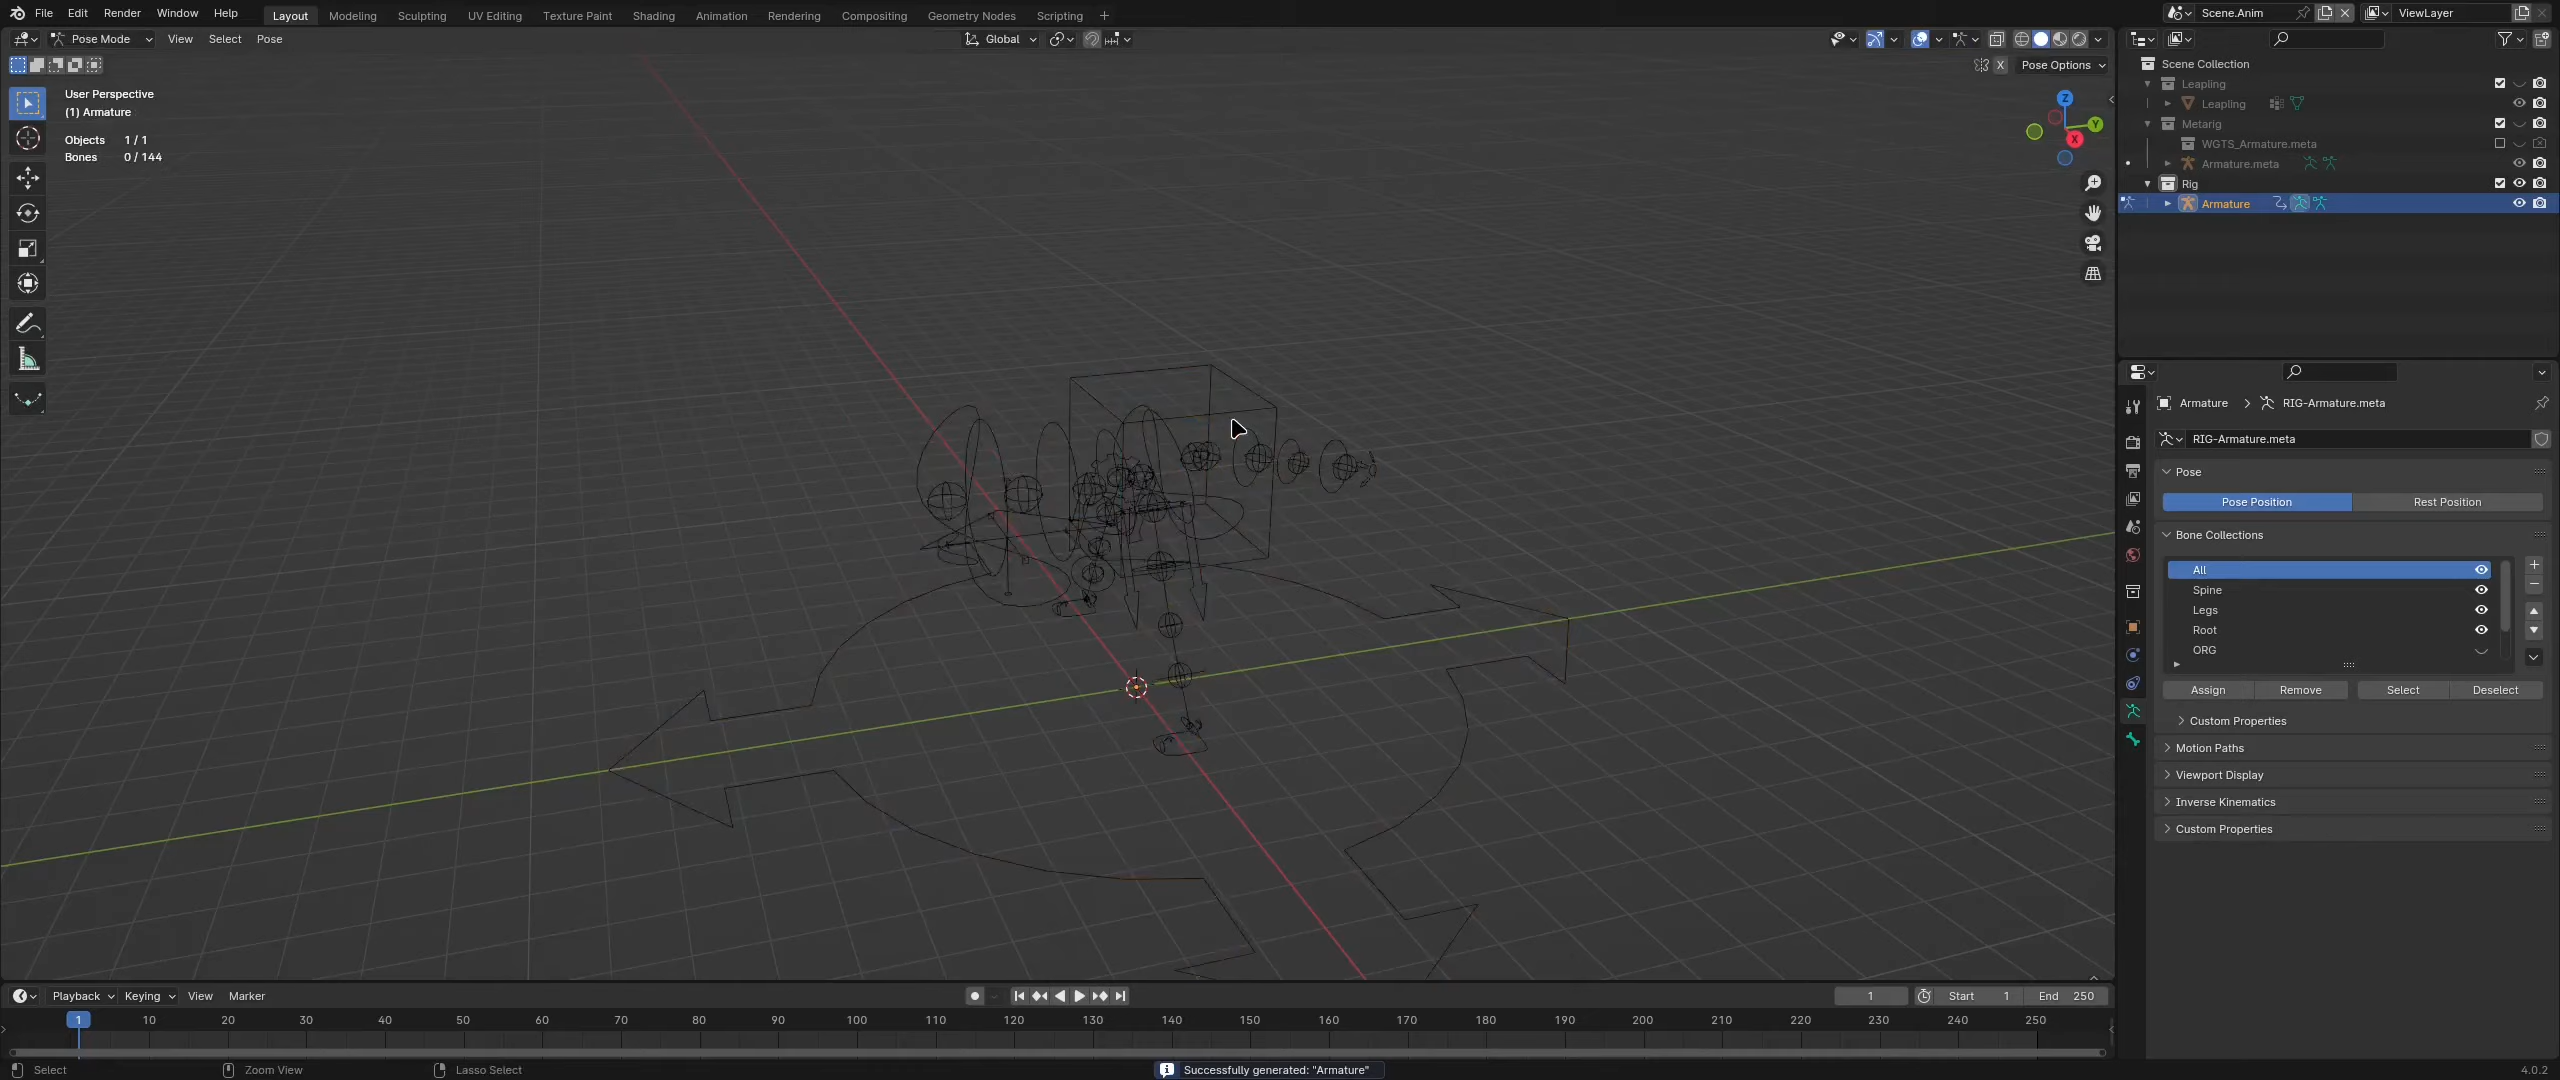 File Edit Render Window Help Layout Modeling Sculpting UV Editing Texture Paint Shading Animation Rendering Compositing Geometry Nodes Scripting + Scene.Anim ViewLayer
Pose Mode View Select Pose Global
X Pose Options
User Perspective
(1) Armature
Objects 1 / 1
Bones 0 / 144
Z
Y
X
Scene Collection
Leapling
Leapling
Metarig
WGTS_Armature.meta
Armature.meta
Rig
Armature
Armature > RIG-Armature.meta
RIG-Armature.meta
Pose
Pose Position Rest Position
Bone Collections
All
Spine
Legs
Root
ORG
Assign Remove Select Deselect
Custom Properties
Motion Paths
Viewport Display
Inverse Kinematics
Custom Properties
Playback Keying View Marker 1 Start 1 End 250
1 10 20 30 40 50 60 70 80 90 100 110 120 130 140 150 160 170 180 190 200 210 220 230 240 250
Select Zoom View Lasso Select Successfully generated: "Armature" 4.0.2